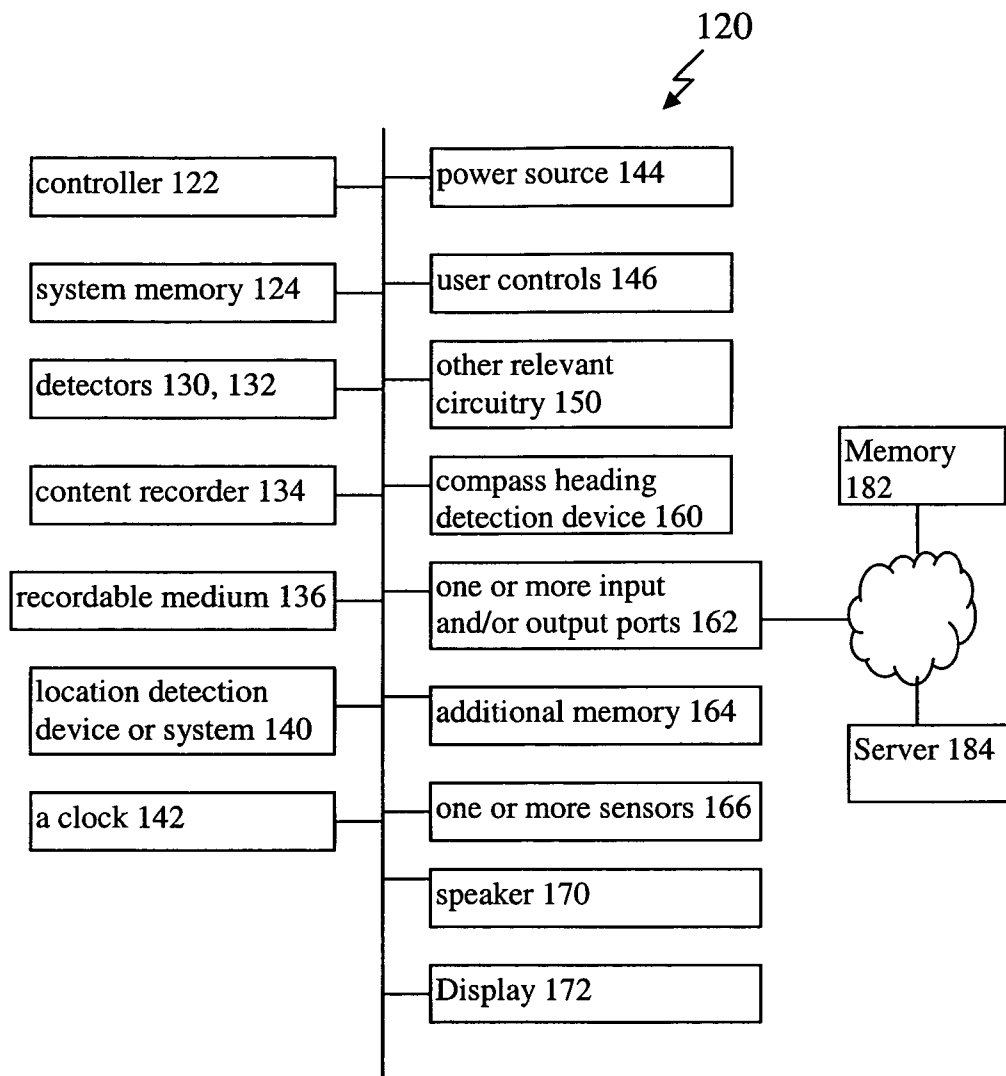 120
controller 122
system memory 124
detectors 130, 132
content recorder 134
recordable medium 136
location detection
device or system 140
a clock 142
power source 144
user controls 146
other relevant
circuitry 150
compass heading
detection device 160
one or more input
and/or output ports 162
additional memory 164
one or more sensors 166
speaker 170
Display 172
Memory
182
Server 184